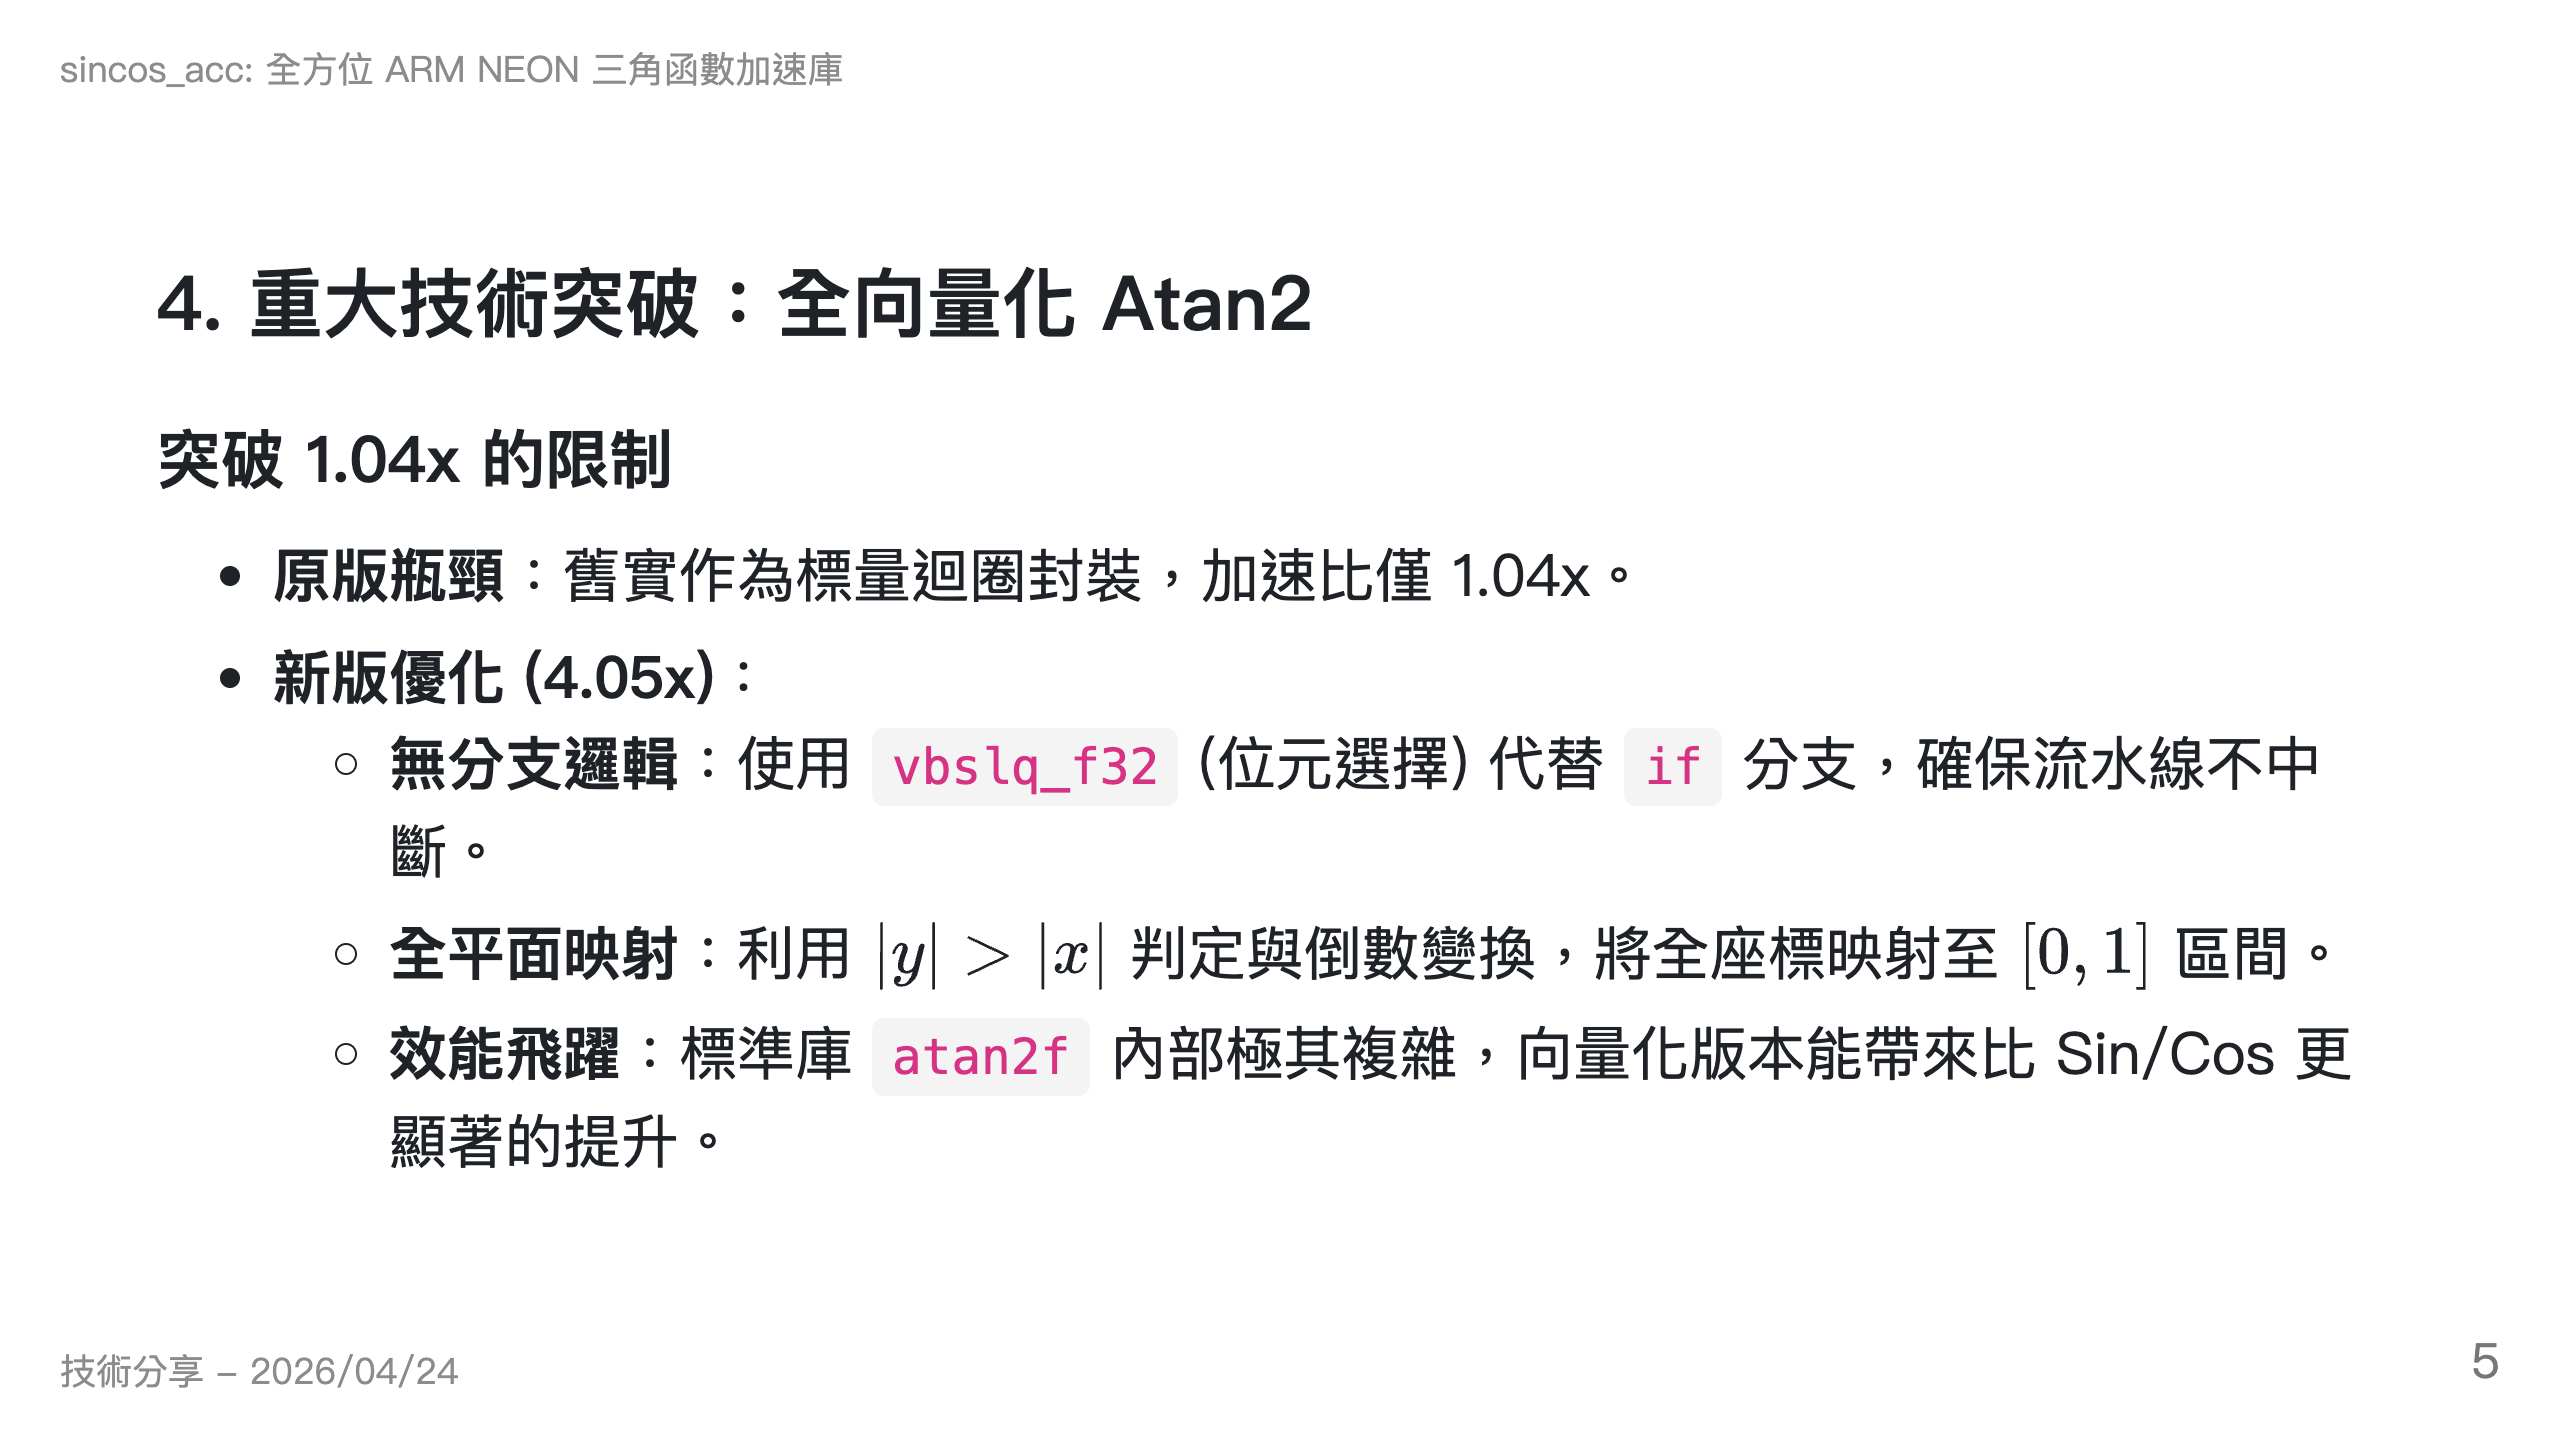 sincos_acc: 全方位 ARM NEON 三角函數加速庫
4. 重大技術突破：全向量化 Atan2
突破 1.04x 的限制
• 原版瓶頸：舊實作為標量迴圈封裝，加速比僅 1.04x。
• 新版優化 (4.05x)：
○ 無分支邏輯：使用 vbslq_f32 (位元選擇) 代替 if 分支，確保流水線不中
斷。
○ 全平面映射：利用 |y| > |x| 判定與倒數變換，將全座標映射至 [0, 1] 區間。
○ 效能飛躍：標準庫 atan2f 內部極其複雜，向量化版本能帶來比 Sin/Cos 更
顯著的提升。
技術分享 – 2026/04/24
5